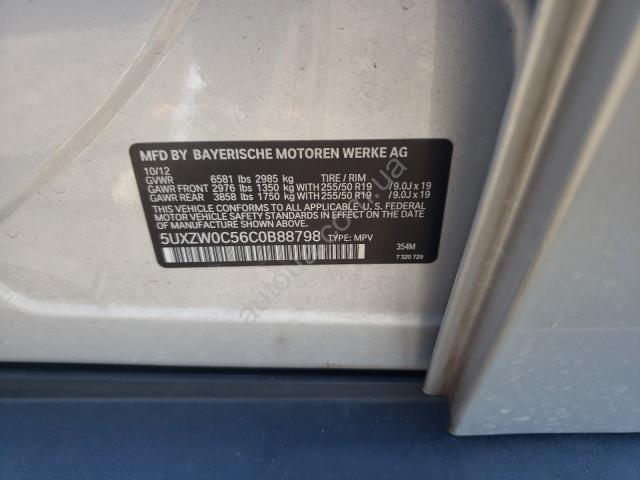 MFD BY BAYERISCHE MOTOREN WERKE AG
10/12
GVWR 6581 lbs 2985 kg TIRE / RIM
GAWR FRONT 2976 lbs 1350 kg WITH 255/50 R19 /9.0J x 19
GAWR REAR 3858 lbs 1750 kg WITH 255/50 R19 /9.0J x 19
THIS VEHICLE CONFORMS TO ALL APPLICABLE U. S. FEDERAL
MOTOR VEHICLE SAFETY STANDARDS IN EFFECT ON THE DATE
OF MANUFACTURE SHOWN ABOVE.
5UXZW0C56C0B88798 TYPE: MPV
354M
7 320 729